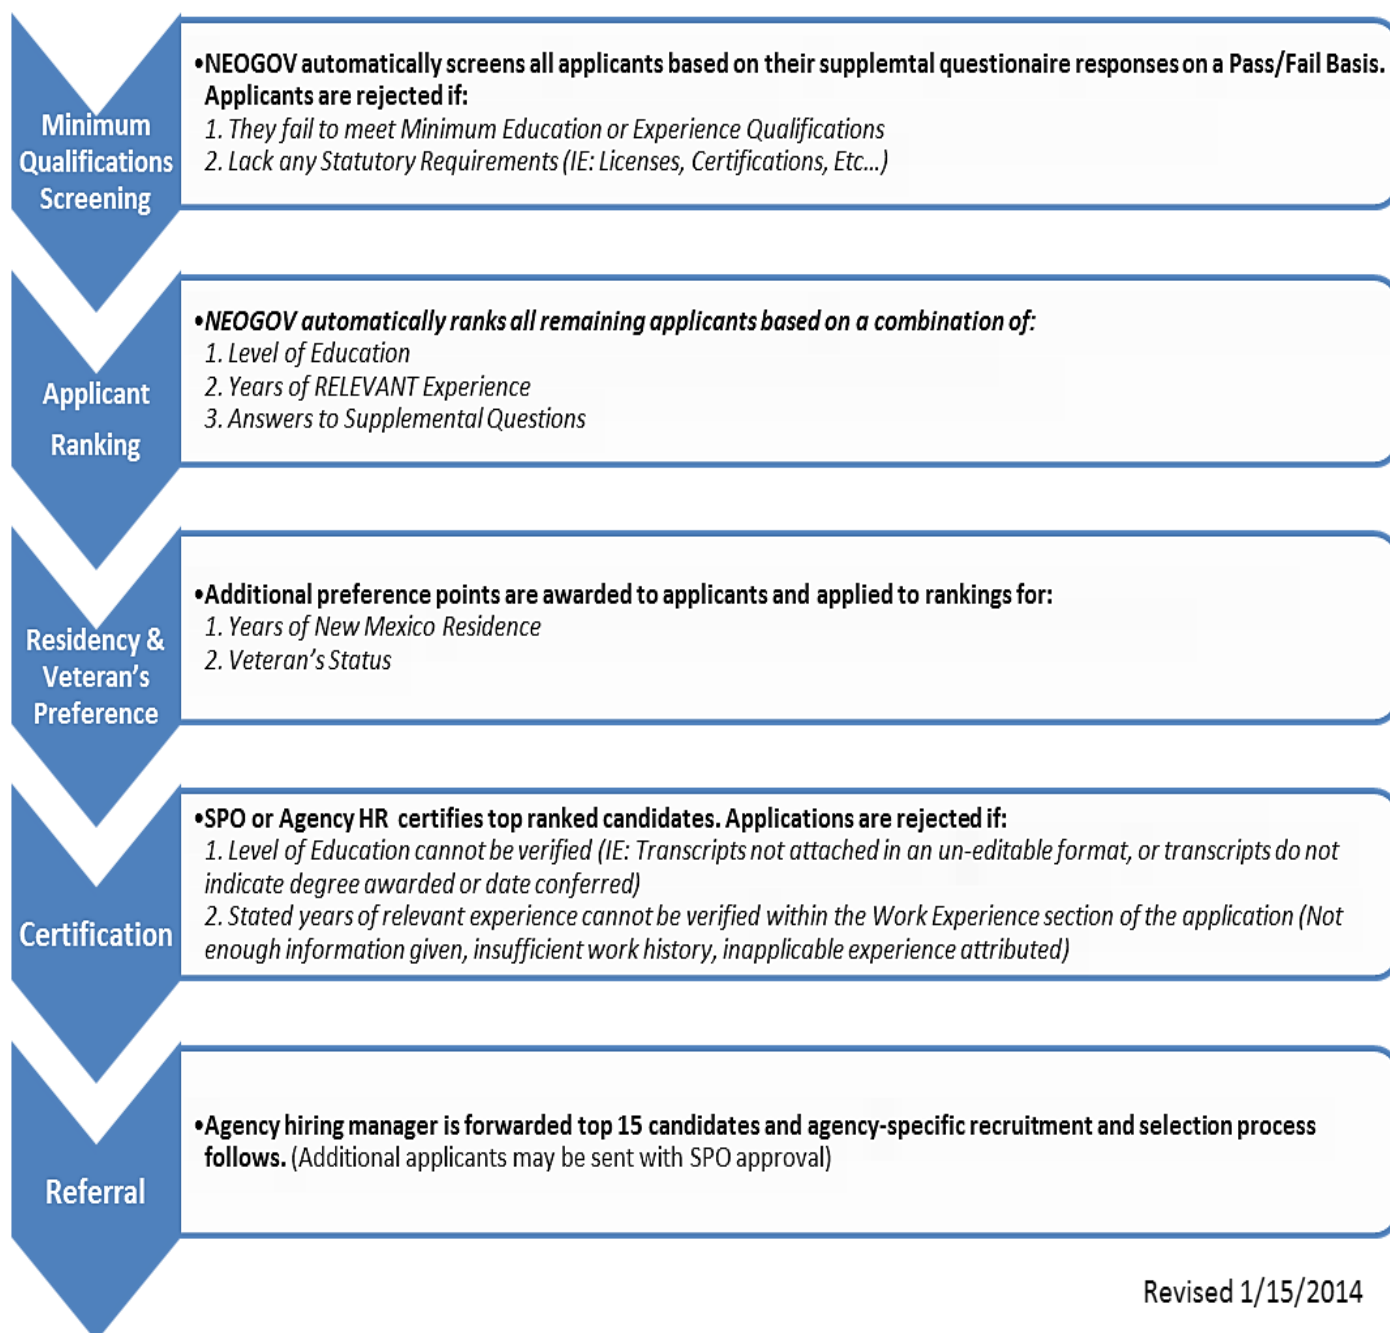 Minimum
Qualifications
Screening
•NEOGOV automatically screens all applicants based on their supplemtal questionaire responses on a Pass/Fail Basis.
Applicants are rejected if:
1. They fail to meet Minimum Education or Experience Qualifications
2. Lack any Statutory Requirements (IE: Licenses, Certifications, Etc...)
Applicant
Ranking
•NEOGOV automatically ranks all remaining applicants based on a combination of:
1. Level of Education
2. Years of RELEVANT Experience
3. Answers to Supplemental Questions
Residency &
Veteran's
Preference
•Additional preference points are awarded to applicants and applied to rankings for:
1. Years of New Mexico Residence
2. Veteran's Status
Certification
•SPO or Agency HR certifies top ranked candidates. Applications are rejected if:
1. Level of Education cannot be verified (IE: Transcripts not attached in an un-editable format, or transcripts do not
indicate degree awarded or date conferred)
2. Stated years of relevant experience cannot be verified within the Work Experience section of the application (Not
enough information given, insufficient work history, inapplicable experience attributed)
Referral
•Agency hiring manager is forwarded top 15 candidates and agency-specific recruitment and selection process
follows. (Additional applicants may be sent with SPO approval)
Revised 1/15/2014